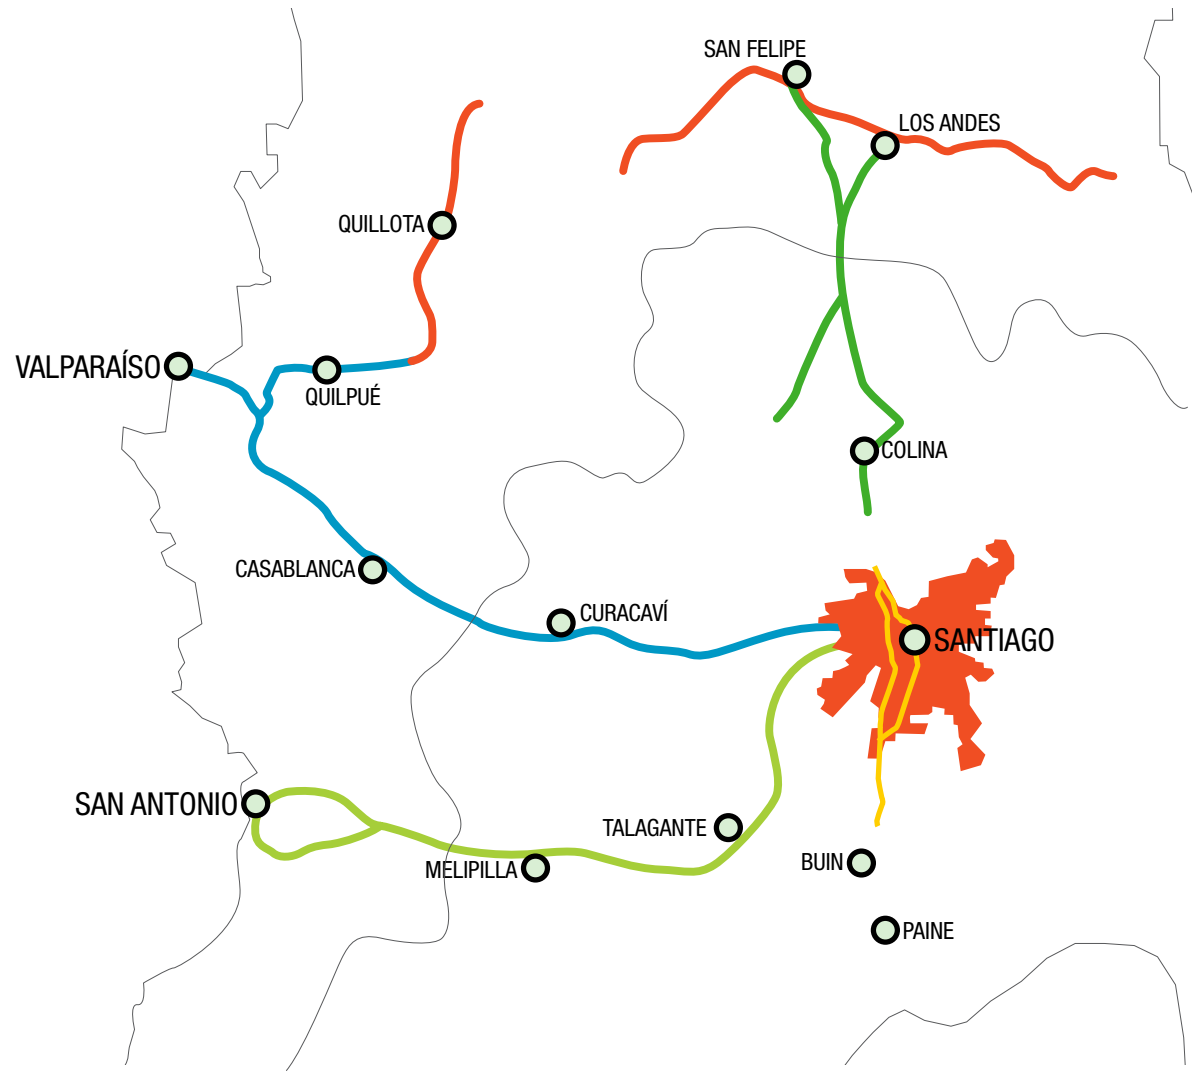 SAN FELIPE
LOS ANDES
QUILLOTA
VALPARAÍSO
QUILPUÉ
COLINA
CASABLANCA
CURACAVÍ
SANTIAGO
SAN ANTONIO
TALAGANTE
MELIPILLA
BUIN
PAINE